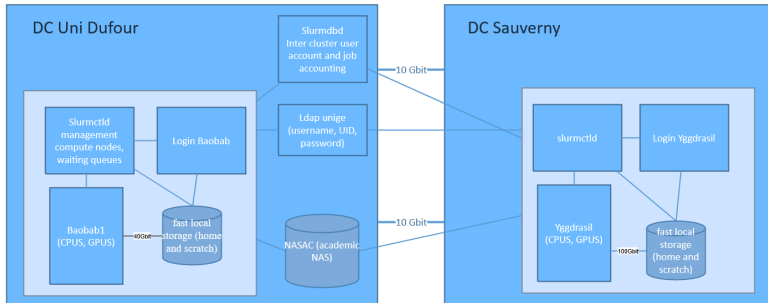 DC Uni Dufour
Slurmdbd
Inter cluster user
account and job
accounting
Slurmctld
management
compute nodes,
waiting queues
Login Baobab
Ldap unige
(username, UID,
password)
Baobab1
(CPUS, GPUS)
40Gbit
fast local
storage (home
and scratch)
NASAC (academic
NAS)
10 Gbit
10 Gbit
DC Sauverny
slurmctld
Login Yggdrasil
Yggdrasil
(CPUS, GPUS)
100Gbit
fast local
storage
(home and
scratch)